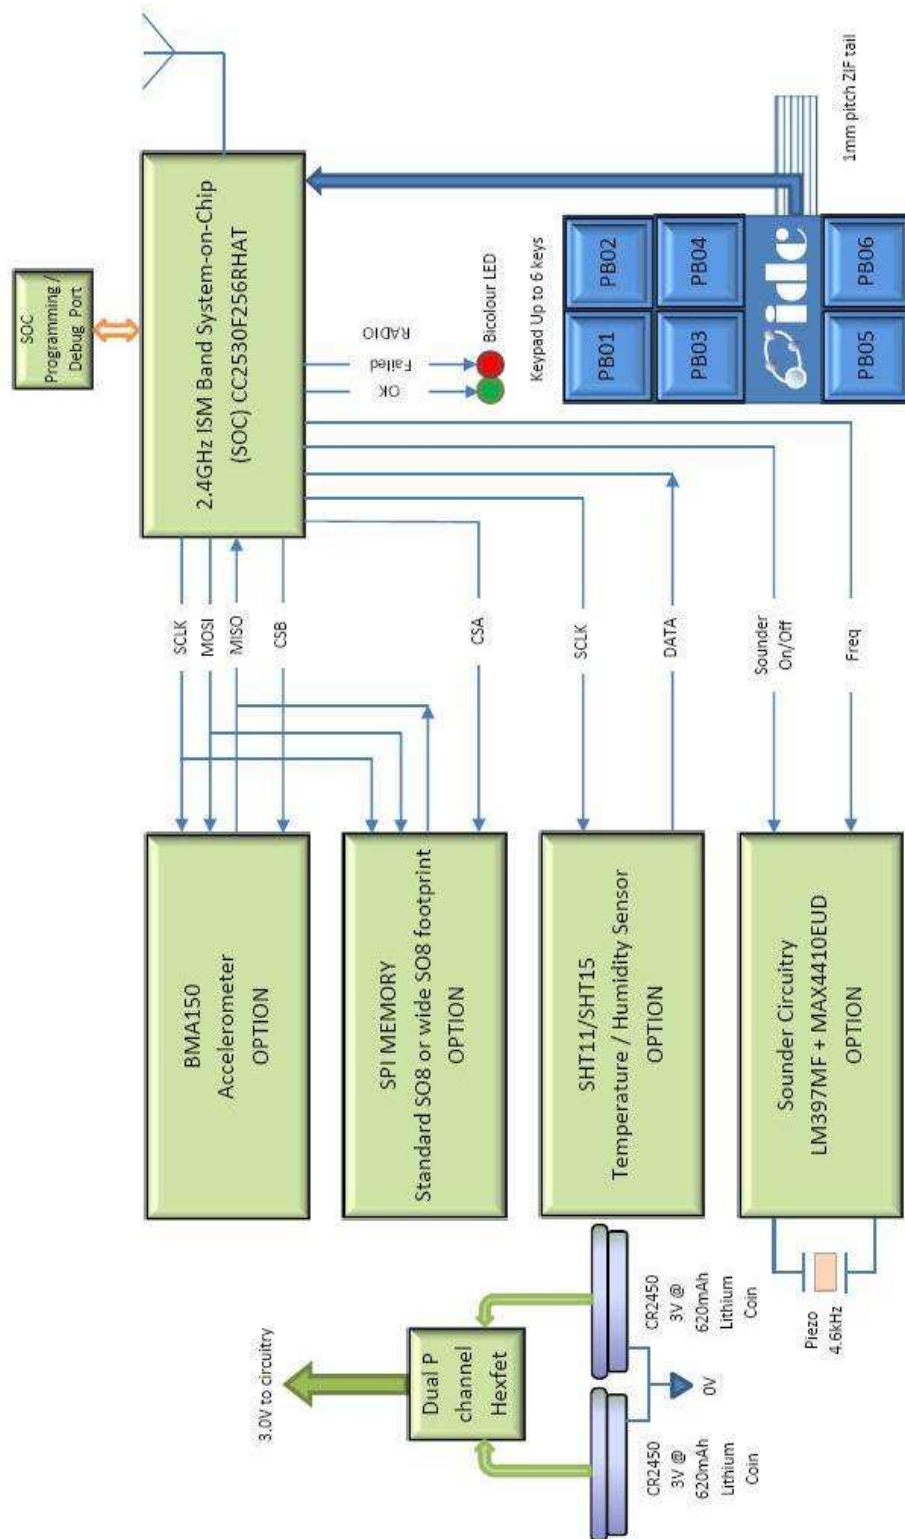 SOC
Programming /
Debug Port
2.4GHz ISM Band System-on-Chip
(SOC) CC2530F256RHAT
SCLK
MOSI
MISO
CSB
CSA
SCLK
DATA
Sounder
On/Off
Freq
OK
Failed
RADIO
Bicolour LED
Keypad Up to 6 keys
PB01
PB02
PB03
PB04
idc
PB05
PB06
1mm pitch ZIF tail
BMA150
Accelerometer
OPTION
SPI MEMORY
Standard SO8 or wide SO8 footprint
OPTION
SHT11/SHT15
Temperature / Humidity Sensor
OPTION
Sounder Circuitry
LM397MF + MAX4410EUD
OPTION
3.0V to circuitry
Dual P
channel
Hexfet
CR2450
3V @
620mAh
Lithium
Coin
0V
CR2450
3V @
620mAh
Lithium
Coin
Piezo
4.6kHz